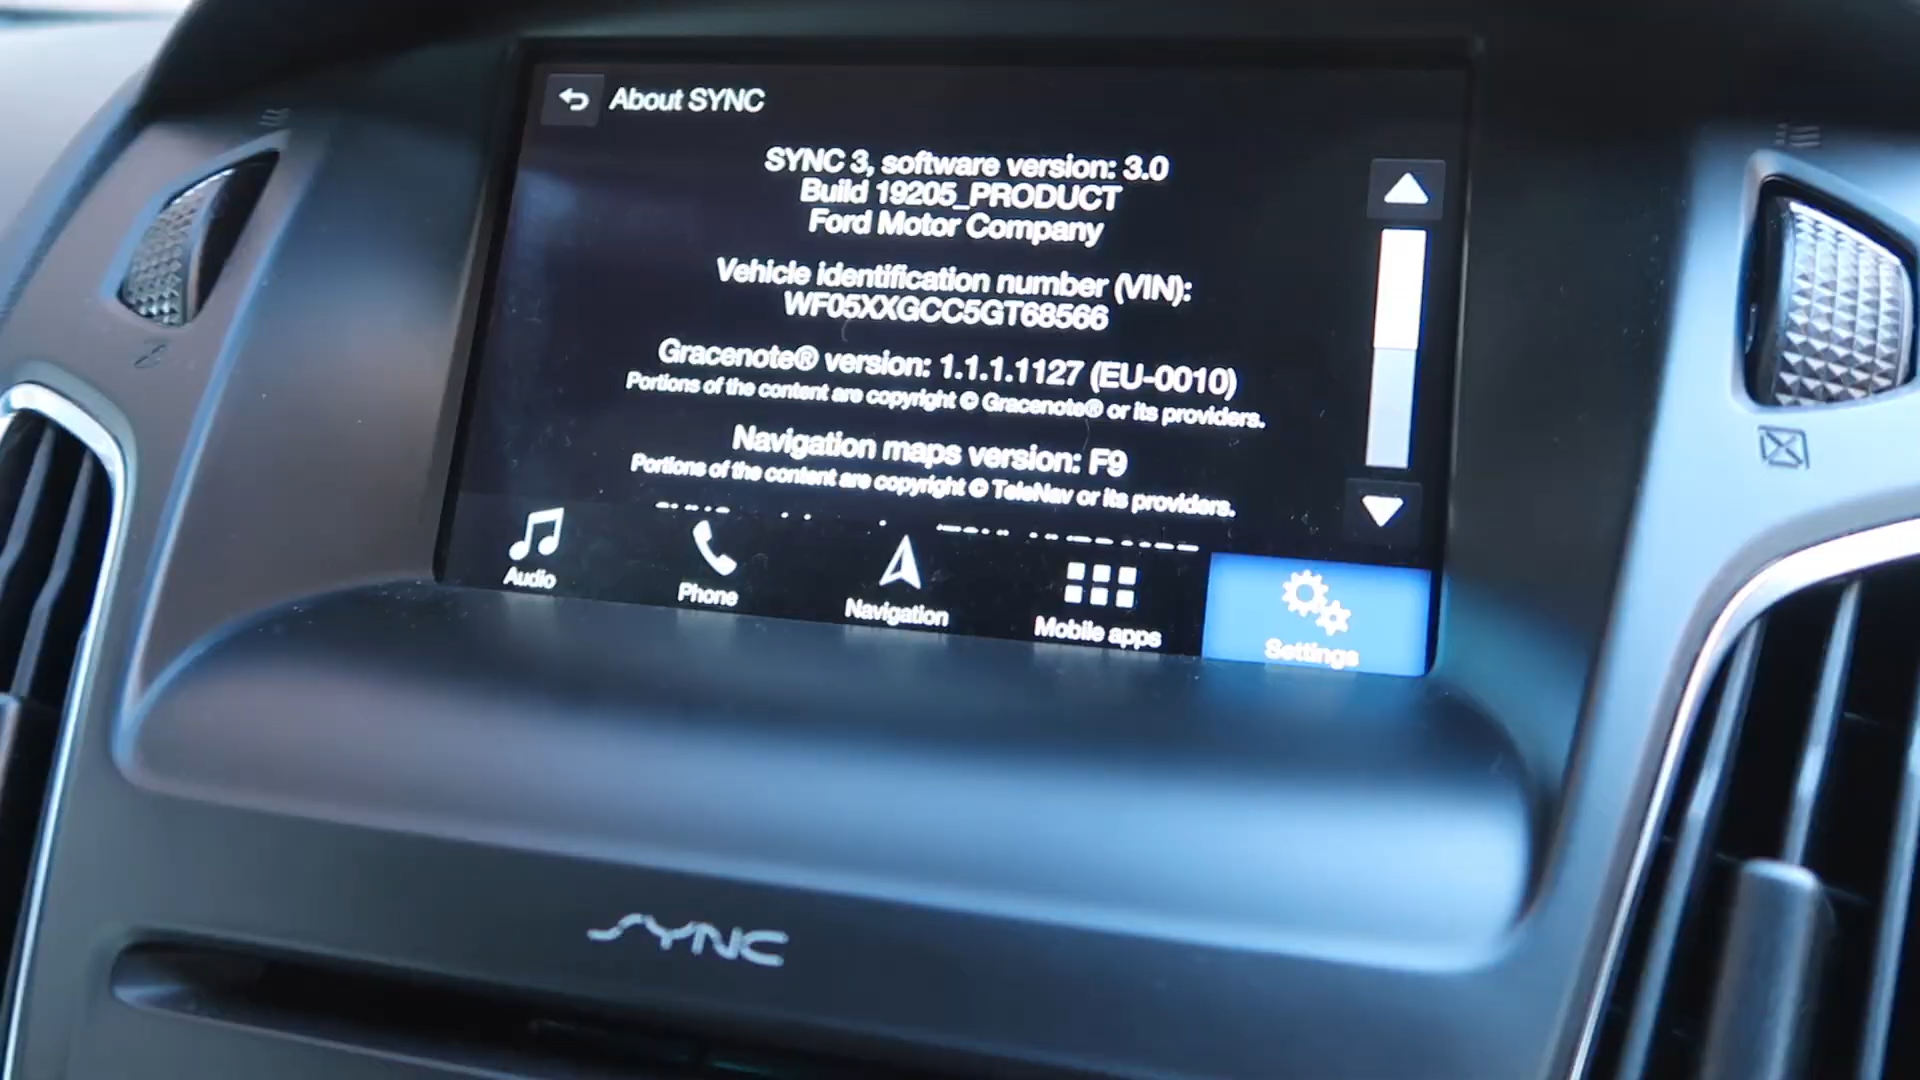 About SYNC
SYNC 3, software version: 3.0
Build 19205_PRODUCT
Ford Motor Company
Vehicle identification number (VIN):
WF05XXGCC5GT68566
Gracenote® version: 1.1.1.1127 (EU-0010)
Portions of the content are copyright © Gracenote® or its providers.
Navigation maps version: F9
Portions of the content are copyright © TeleNav or its providers.
Audio
Phone
Navigation
Mobile apps
Settings
SYNC